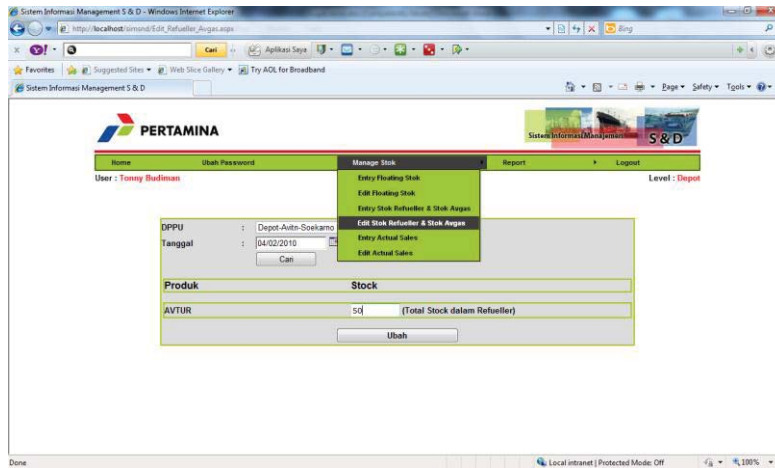 Sistem Informasi Management S & D - Windows Internet Explorer
http://localhost/simsnd/Edit_Refueller_Avgas.aspx
Bing
Cari
Aplikasi Saya
Favorites Suggested Sites Web Slice Gallery Try AOL for Broadband
Sistem Informasi Management S & D
Page Safety Tools
PERTAMINA
Sistem Informasi Manajemen S & D
Home Ubah Password Manage Stok Report Logout
User : Tonny Budiman
Level : Depot
Entry Floating Stok
Edit Floating Stok
Entry Stok Refueller & Stok Avgas
Edit Stok Refueller & Stok Avgas
Entry Actual Sales
Edit Actual Sales
DPPU : Depot-Avitn-Soekarno
Tanggal : 04/02/2010
Cari
Produk Stock
AVTUR 50 (Total Stock dalam Refueller)
Ubah
Done
Local intranet | Protected Mode: Off
100%